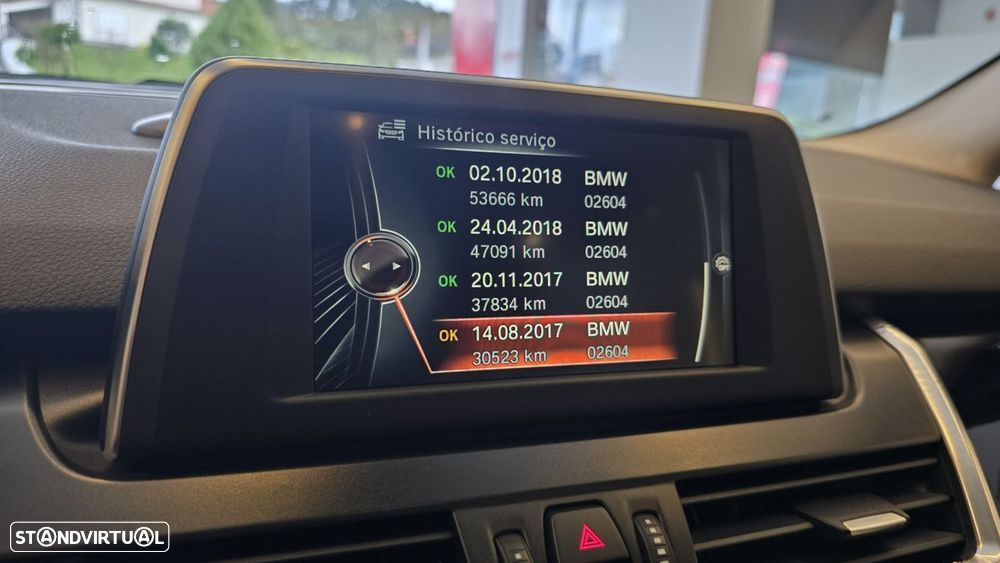 Histórico serviço
OK 02.10.2018 BMW
53666 km 02604
OK 24.04.2018 BMW
47091 km 02604
OK 20.11.2017 BMW
37834 km 02604
OK 14.08.2017 BMW
30523 km 02604
OPT
STANDVIRTUAL